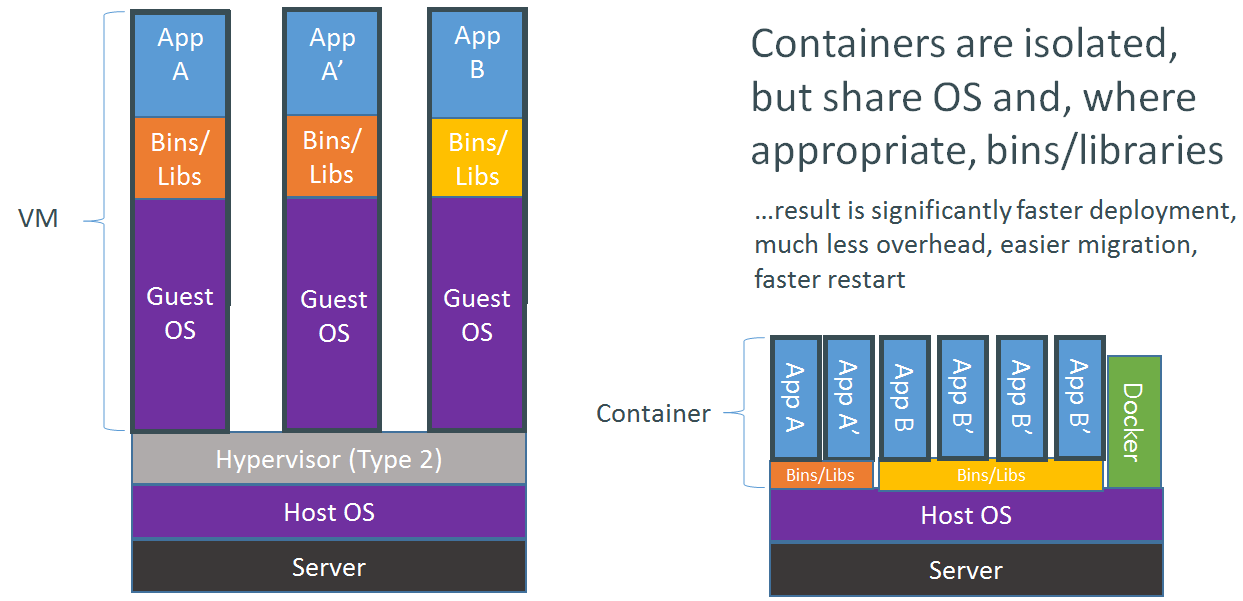 VM
App
A
App
A’
App
B
Bins/
Libs
Bins/
Libs
Bins/
Libs
Guest
OS
Guest
OS
Guest
OS
Hypervisor (Type 2)
Host OS
Server
Containers are isolated,
but share OS and, where
appropriate, bins/libraries
…result is significantly faster deployment,
much less overhead, easier migration,
faster restart
Container
App A
App A’
App B
App B’
App B’
App B’
Docker
Bins/Libs
Bins/Libs
Host OS
Server